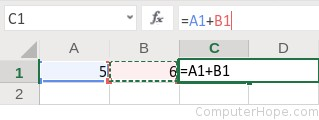 C1 fx =A1+B1
A B C D
1 5 6 =A1+B1
2
ComputerHope.com